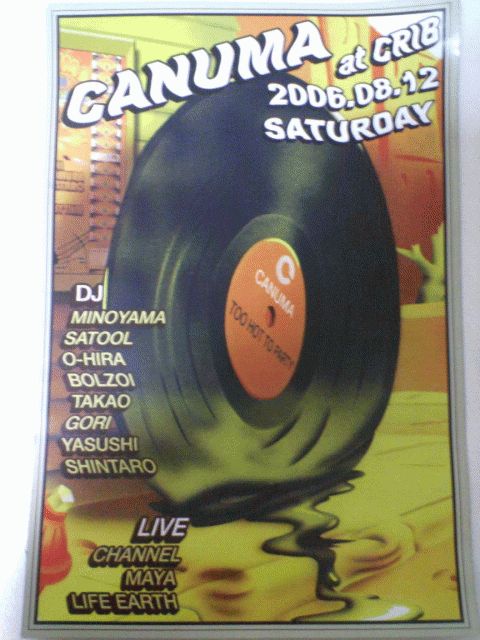 CANUMA at CRIB
2006.08.12
SATURDAY
CANUMA
TOO HOT TO PARTY
DJ
MINOYAMA
SATOOL
O-HIRA
BOLZOI
TAKAO
GORI
YASUSHI
SHINTARO
LIVE
CHANNEL
MAYA
LIFE EARTH